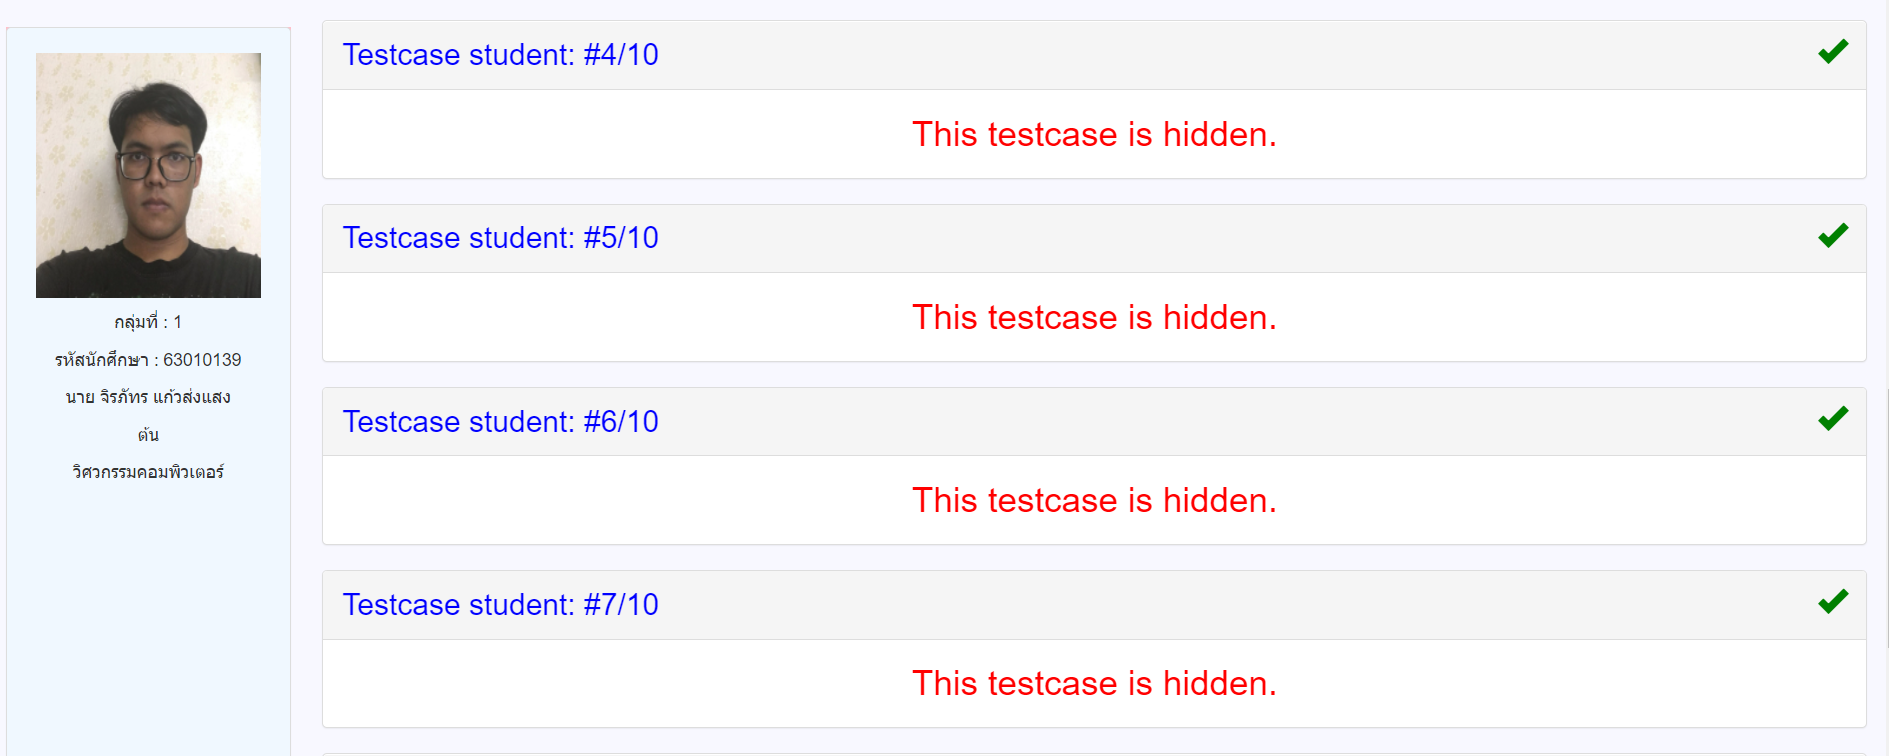 กลุ่มที่ : 1
รหัสนักศึกษา : 63010139
นาย จิรภัทร แก้วส่งแสง
ต้น
วิศวกรรมคอมพิวเตอร์
Testcase student: #4/10
This testcase is hidden.
Testcase student: #5/10
This testcase is hidden.
Testcase student: #6/10
This testcase is hidden.
Testcase student: #7/10
This testcase is hidden.